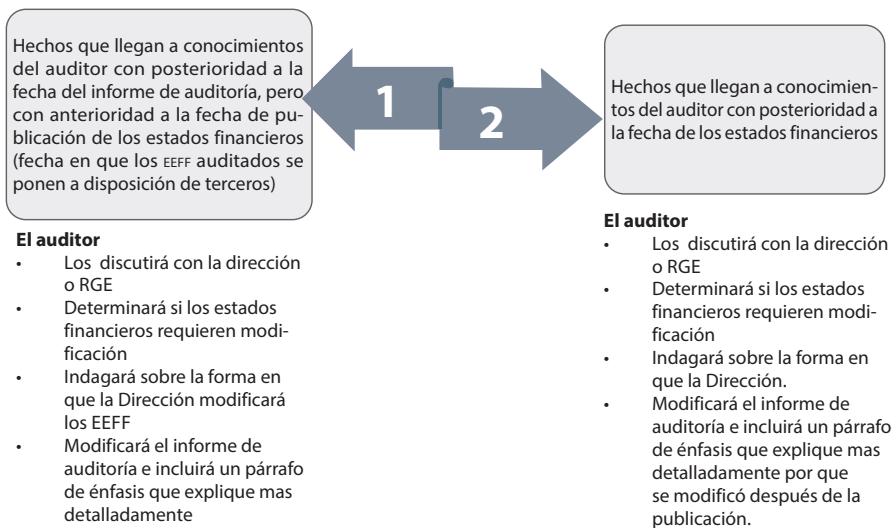 Hechos que llegan a conocimientos
del auditor con posterioridad a la
fecha del informe de auditoría, pero
con anterioridad a la fecha de pu-
blicación de los estados financieros
(fecha en que los EEFF auditados se
ponen a disposición de terceros)
1
2
Hechos que llegan a conocimien-
tos del auditor con posterioridad a
la fecha de los estados financieros
El auditor
• Los discutirá con la dirección
o RGE
• Determinará si los estados
financieros requieren modi-
ficación
• Indagará sobre la forma en
que la Dirección modificará
los EEFF
• Modificará el informe de
auditoría e incluirá un párrafo
de énfasis que explique mas
detalladamente
El auditor
• Los discutirá con la dirección
o RGE
• Determinará si los estados
financieros requieren modi-
ficación
• Indagará sobre la forma en
que la Dirección.
• Modificará el informe de
auditoría e incluirá un párrafo
de énfasis que explique mas
detalladamente por que
se modificó después de la
publicación.